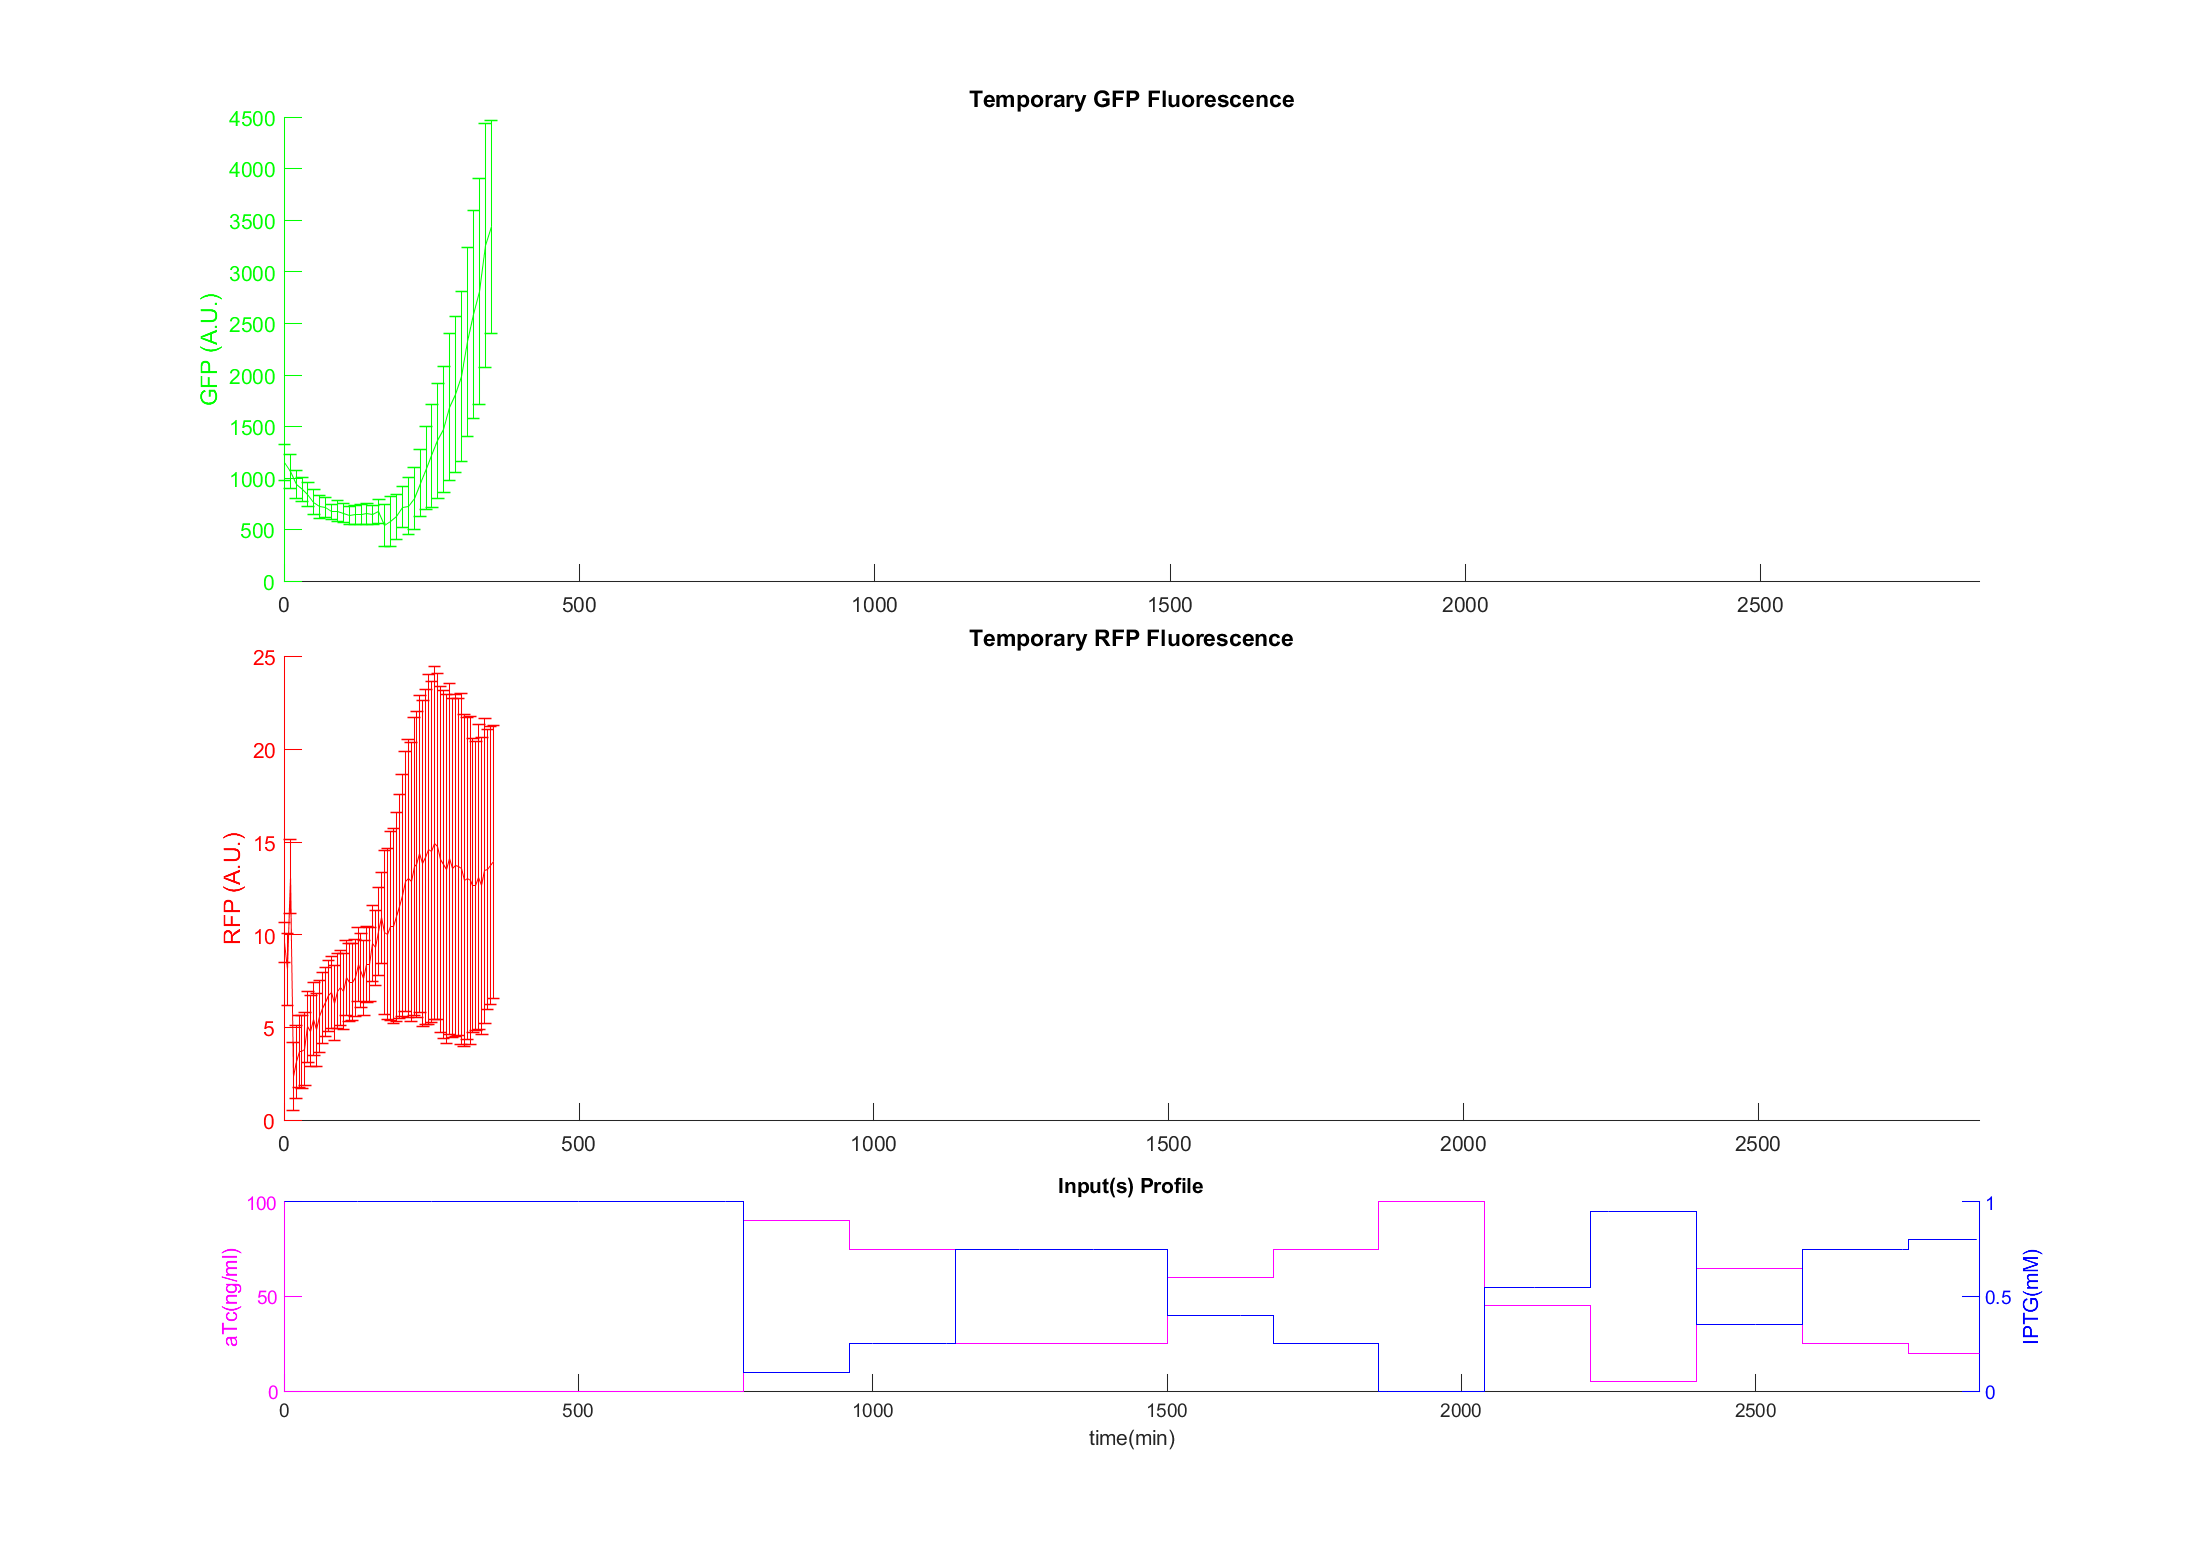 Temporary GFP Fluorescence
4500
4000
3500
3000
2500
2000
1500
1000
500
0
GFP (A.U.)
0 500 1000 1500 2000 2500
Temporary RFP Fluorescence
25
20
15
10
5
0
RFP (A.U.)
0 500 1000 1500 2000 2500
Input(s) Profile
100
50
0
aTc(ng/ml)
1
0.5
0
IPTG(mM)
0 500 1000 1500 2000 2500
time(min)